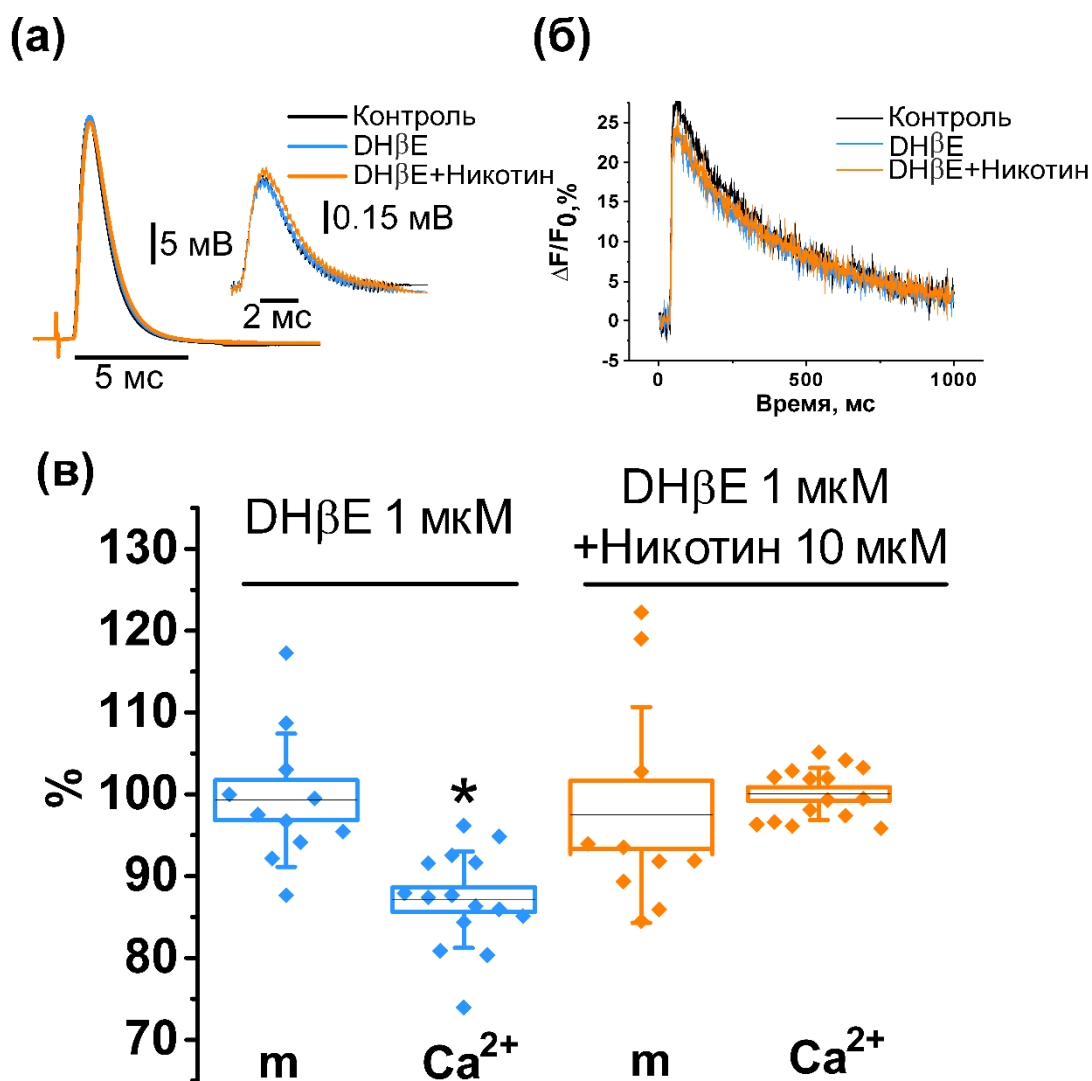 (а)
Контроль
DHβE
DHβE+Никотин
5 мВ
0.15 мВ
2 мс
5 мс
(б)
Контроль
DHβE
DHβE+Никотин
ΔF/F0,%
25
20
15
10
5
0
-5
0
500
1000
Время, мс
(в)
DHβE 1 мкМ
DHβE 1 мкМ
+Никотин 10 мкМ
%
130
120
110
100
90
80
70
*
m
Ca2+
m
Ca2+